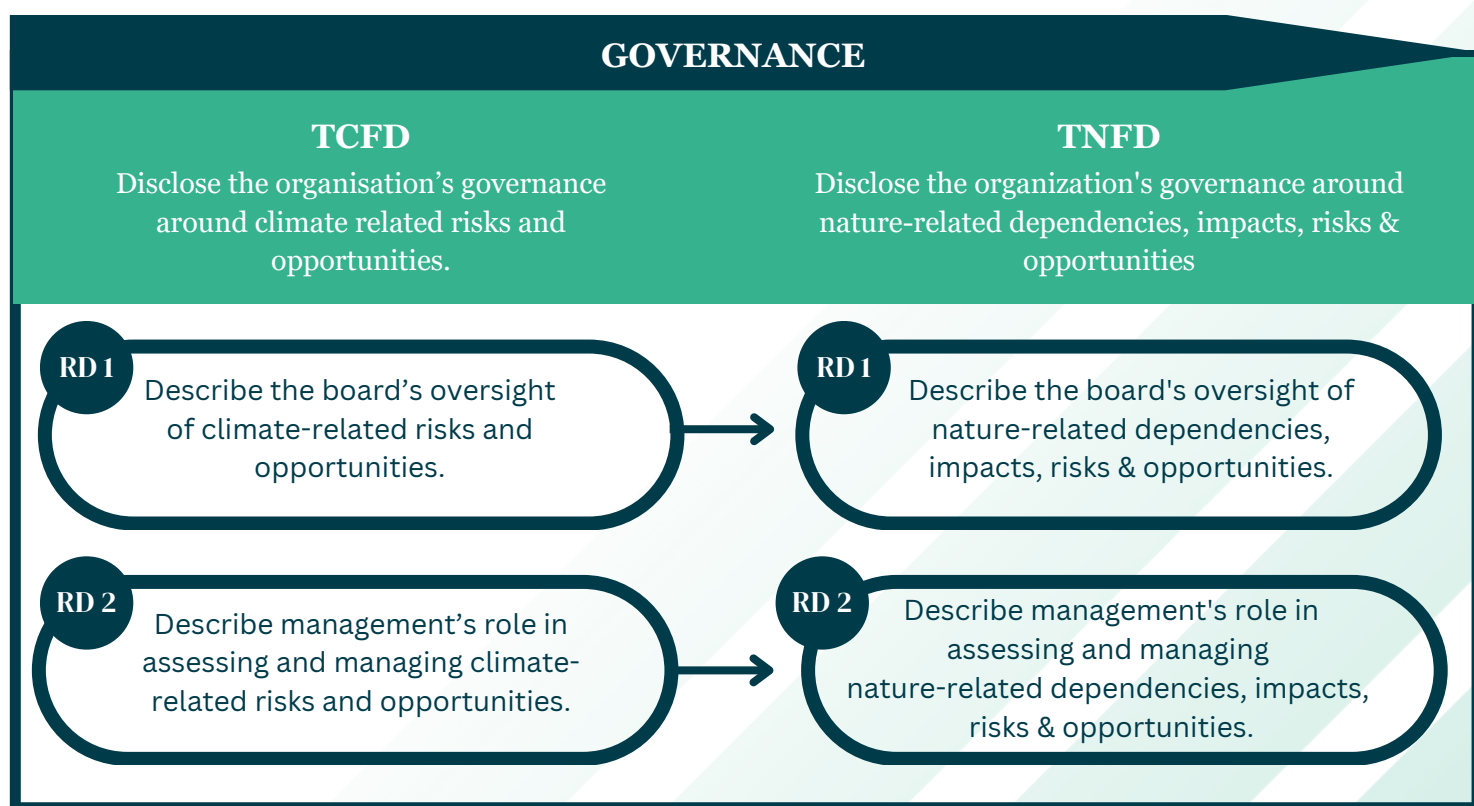 GOVERNANCE
TCFD
Disclose the organisation’s governance
around climate related risks and
opportunities.
TNFD
Disclose the organization's governance around
nature-related dependencies, impacts, risks &
opportunities
RD 1
Describe the board’s oversight
of climate-related risks and
opportunities.
RD 1
Describe the board's oversight of
nature-related dependencies,
impacts, risks & opportunities.
RD 2
Describe management’s role in
assessing and managing climate-
related risks and opportunities.
RD 2
Describe management's role in
assessing and managing
nature-related dependencies, impacts,
risks & opportunities.